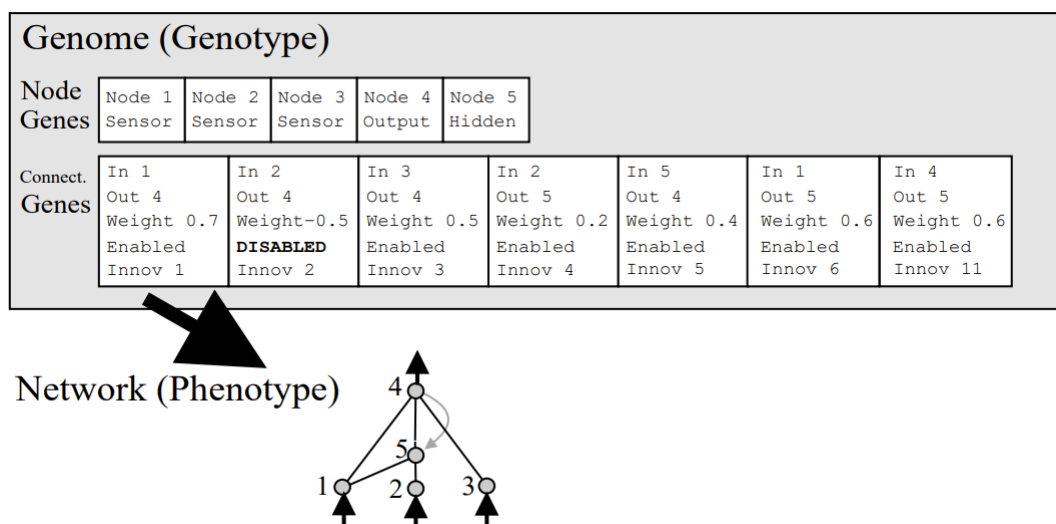 Genome (Genotype)
Node Genes
Node 1 Sensor
Node 2 Sensor
Node 3 Sensor
Node 4 Output
Node 5 Hidden
Connect. Genes
In 1
Out 4
Weight 0.7
Enabled
Innov 1
In 2
Out 4
Weight-0.5
DISABLED
Innov 2
In 3
Out 4
Weight 0.5
Enabled
Innov 3
In 2
Out 5
Weight 0.2
Enabled
Innov 4
In 5
Out 4
Weight 0.4
Enabled
Innov 5
In 1
Out 5
Weight 0.6
Enabled
Innov 6
In 4
Out 5
Weight 0.6
Enabled
Innov 11
Network (Phenotype)
4
5
1
2
3